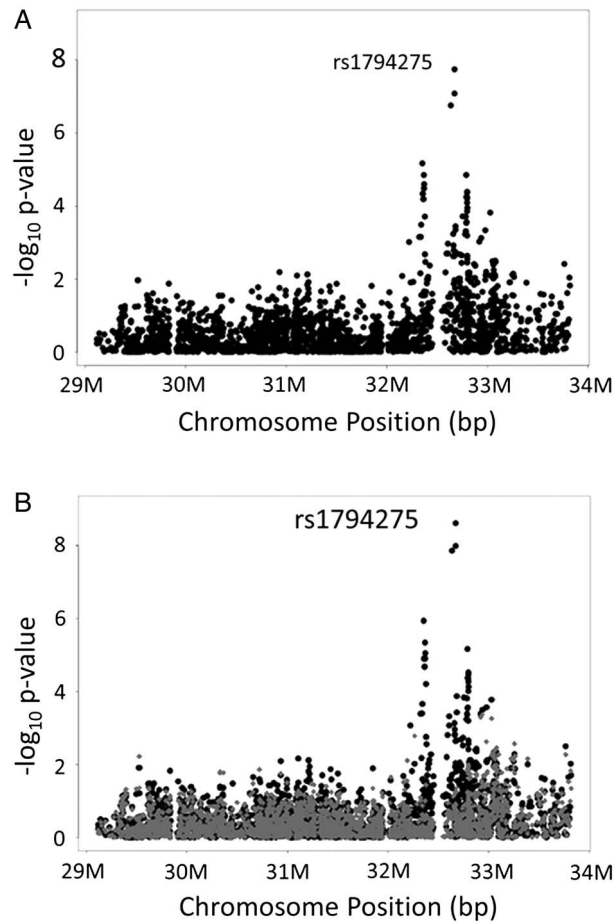 A
rs1794275
-log10 p-value
8
6
4
2
0
29M 30M 31M 32M 33M 34M
Chromosome Position (bp)
B
rs1794275
-log10 p-value
8
6
4
2
0
29M 30M 31M 32M 33M 34M
Chromosome Position (bp)